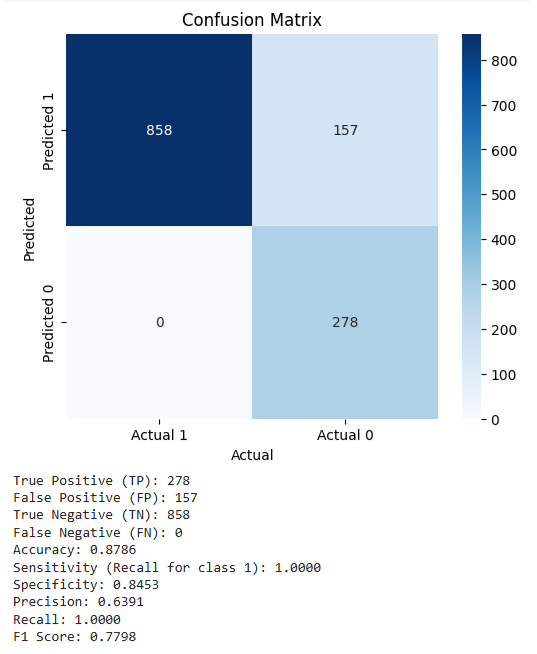 Confusion Matrix
Predicted 1
858
157
800
700
600
500
400
300
200
100
0
Predicted
Predicted 0
0
278
Actual 1
Actual 0
Actual
True Positive (TP): 278
False Positive (FP): 157
True Negative (TN): 858
False Negative (FN): 0
Accuracy: 0.8786
Sensitivity (Recall for class 1): 1.0000
Specificity: 0.8453
Precision: 0.6391
Recall: 1.0000
F1 Score: 0.7798